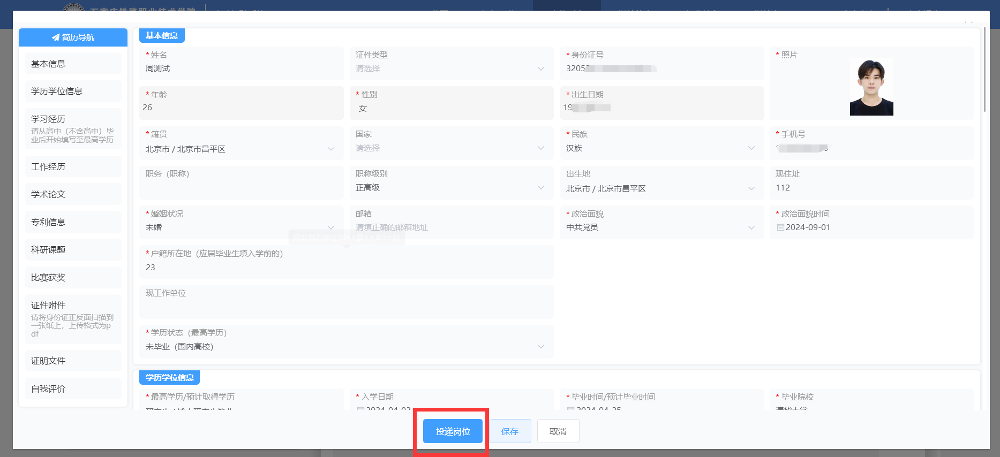 简历导航
基本信息
学历学位信息
学习经历
请从高中（不含高中）毕
业后开始填写至最高学历
工作经历
学术论文
专利信息
科研课题
比赛获奖
证件附件
请将身份证正反面扫描到
一张纸上，上传格式为p
df
证明文件
自我评价
基本信息
* 姓名
周测试
证件类型
请选择
* 身份证号
3205
* 照片
* 年龄
26
* 性别
女
* 出生日期
19
* 籍贯
北京市 / 北京市昌平区
国家
请选择
* 民族
汉族
* 手机号
职务（职称）
职称级别
正高级
出生地
北京市 / 北京市昌平区
现住址
112
* 婚姻状况
未婚
邮箱
请填正确的邮箱地址
* 政治面貌
中共党员
* 政治面貌时间
2024-09-01
* 户籍所在地（应届毕业生填入学前的）
23
现工作单位
* 学历状态（最高学历）
未毕业（国内高校）
学历学位信息
* 最高学历/预计取得学历
* 入学日期
2024-04-02
* 毕业时间/预计毕业时间
2024-04-25
* 毕业院校
清华大学
投递岗位
保存
取消